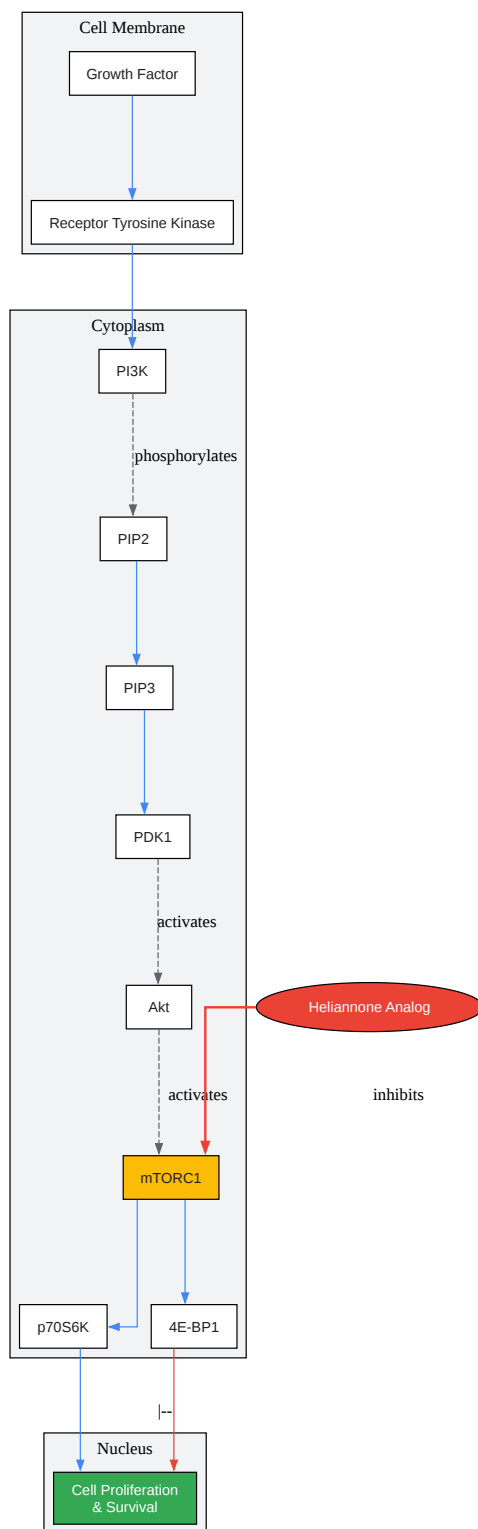 Cell Membrane
Growth Factor
Receptor Tyrosine Kinase
Cytoplasm
PI3K
phosphorylates
PIP2
PIP3
PDK1
activates
Akt
Heliannone Analog
activates
inhibits
mTORC1
p70S6K
4E-BP1
|--
Nucleus
Cell Proliferation
& Survival